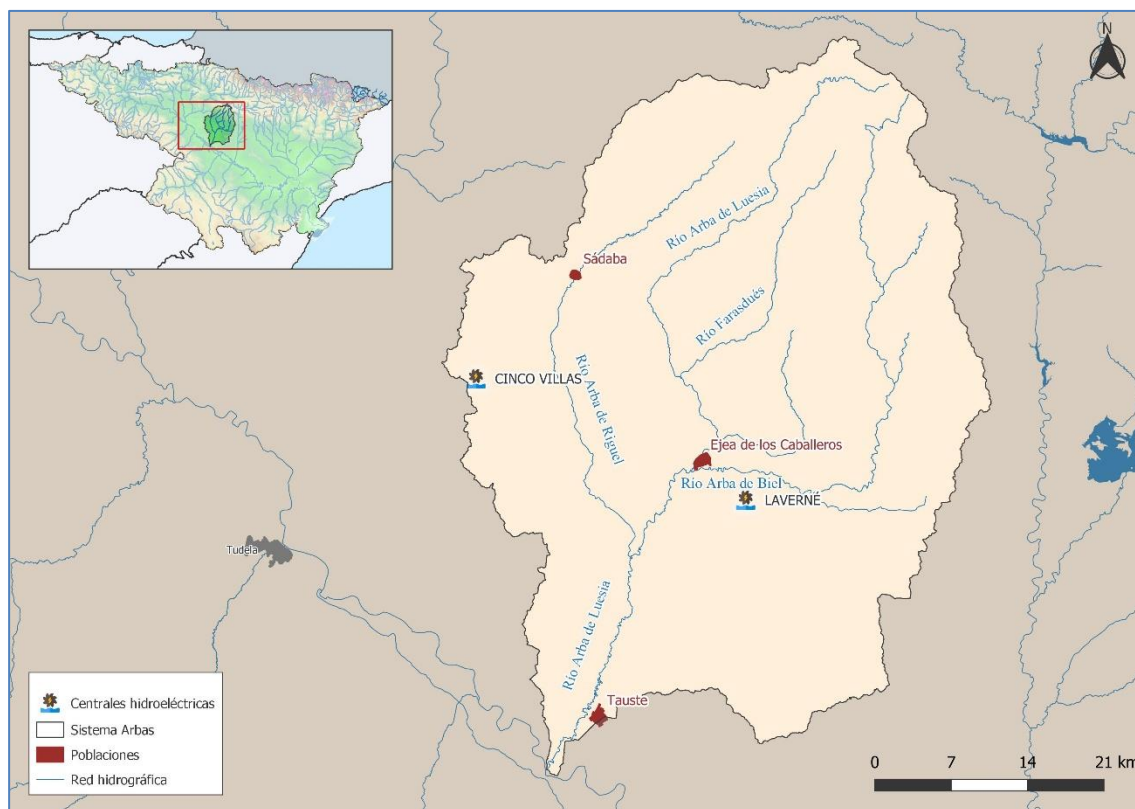 N
Río Arba de Luesia
Sádaba
Río Farasdués
Río Arba de Riguel
CINCO VILLAS
Ejea de los Caballeros
Río Arba de Biel
LAVERNÉ
Tudela
Río Arba de Luesia
Tauste
Centrales hidroeléctricas
Sistema Arbas
Poblaciones
Red hidrográfica
0 7 14 21 km